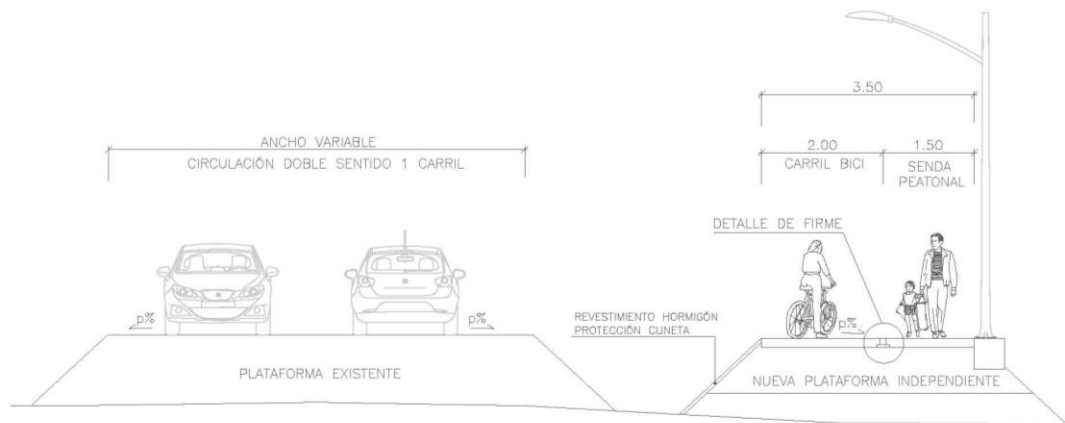 3.50
ANCHO VARIABLE
CIRCULACIÓN DOBLE SENTIDO 1 CARRIL
2.00
CARRIL BICI
1.50
SENDA
PEATONAL
DETALLE DE FIRME
REVESTIMIENTO HORMIGÓN
PROTECCIÓN CUNETA
p%
p%
p%
PLATAFORMA EXISTENTE
NUEVA PLATAFORMA INDEPENDIENTE